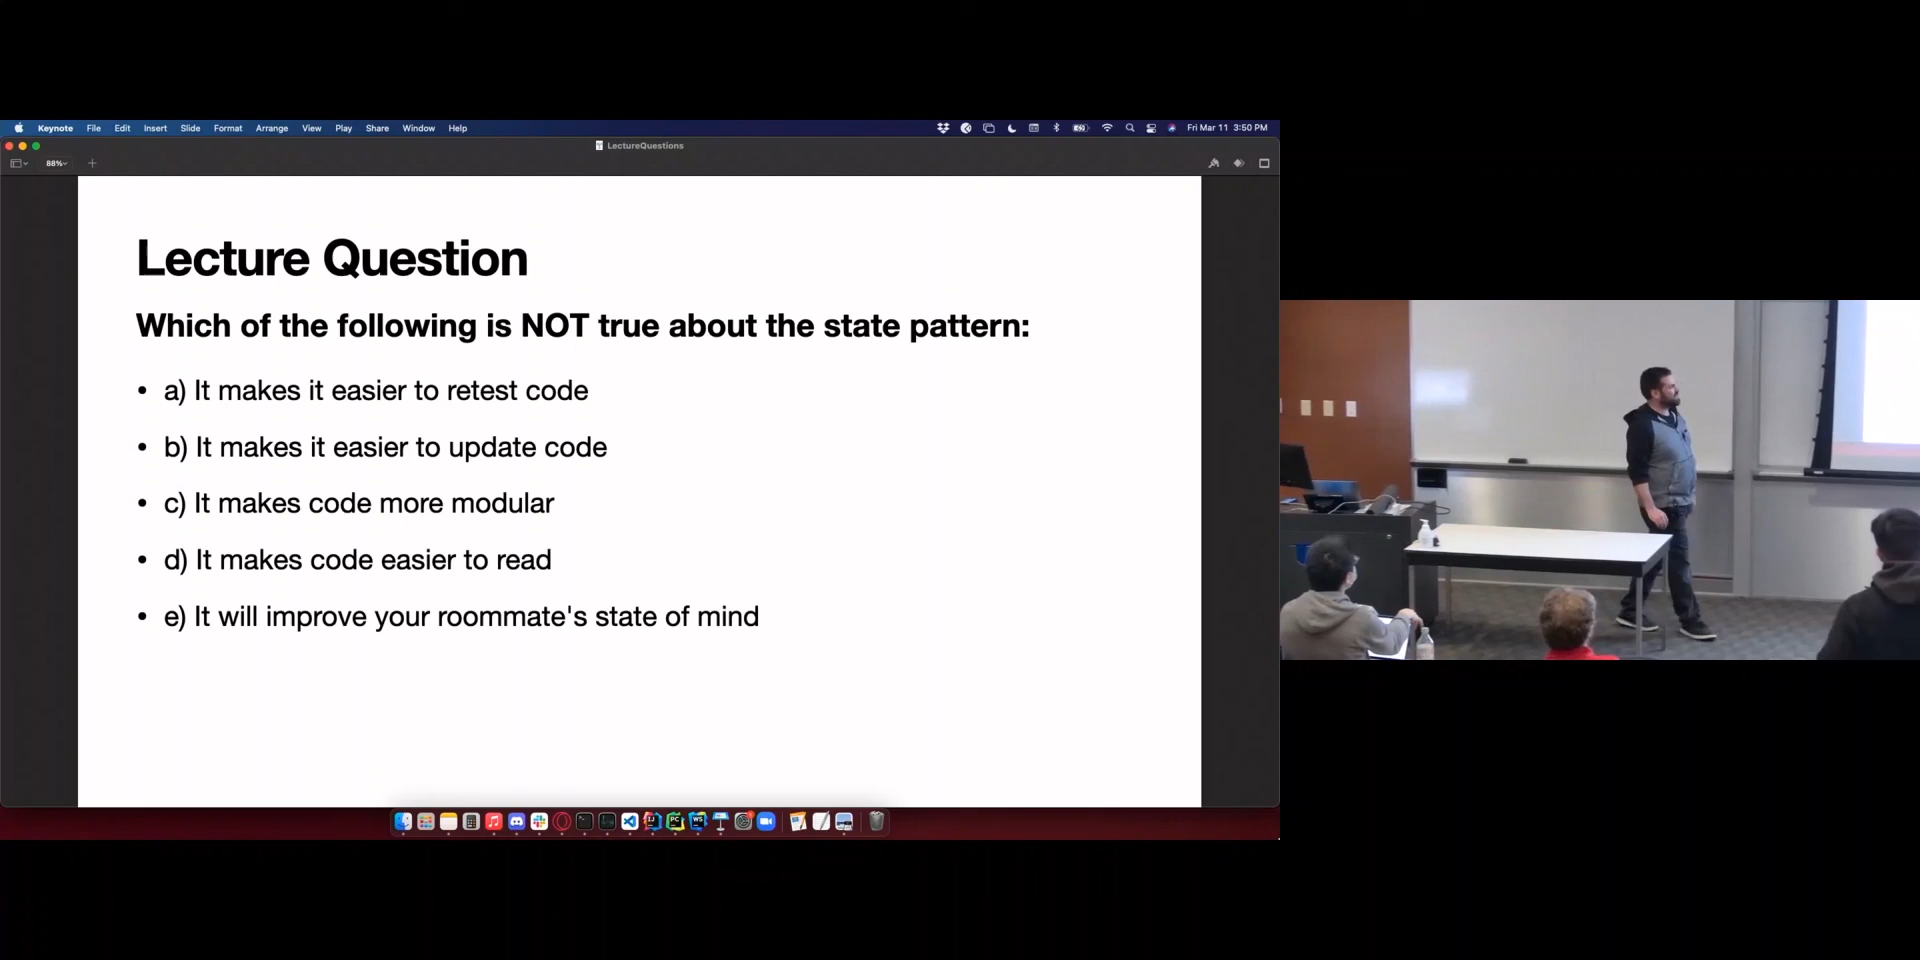 Keynote File Edit Insert Slide Format Arrange View Play Share Window Help Fri Mar 11 3:50 PM
LectureQuestions
88%
Lecture Question
Which of the following is NOT true about the state pattern:
• a) It makes it easier to retest code
• b) It makes it easier to update code
• c) It makes code more modular
• d) It makes code easier to read
• e) It will improve your roommate's state of mind